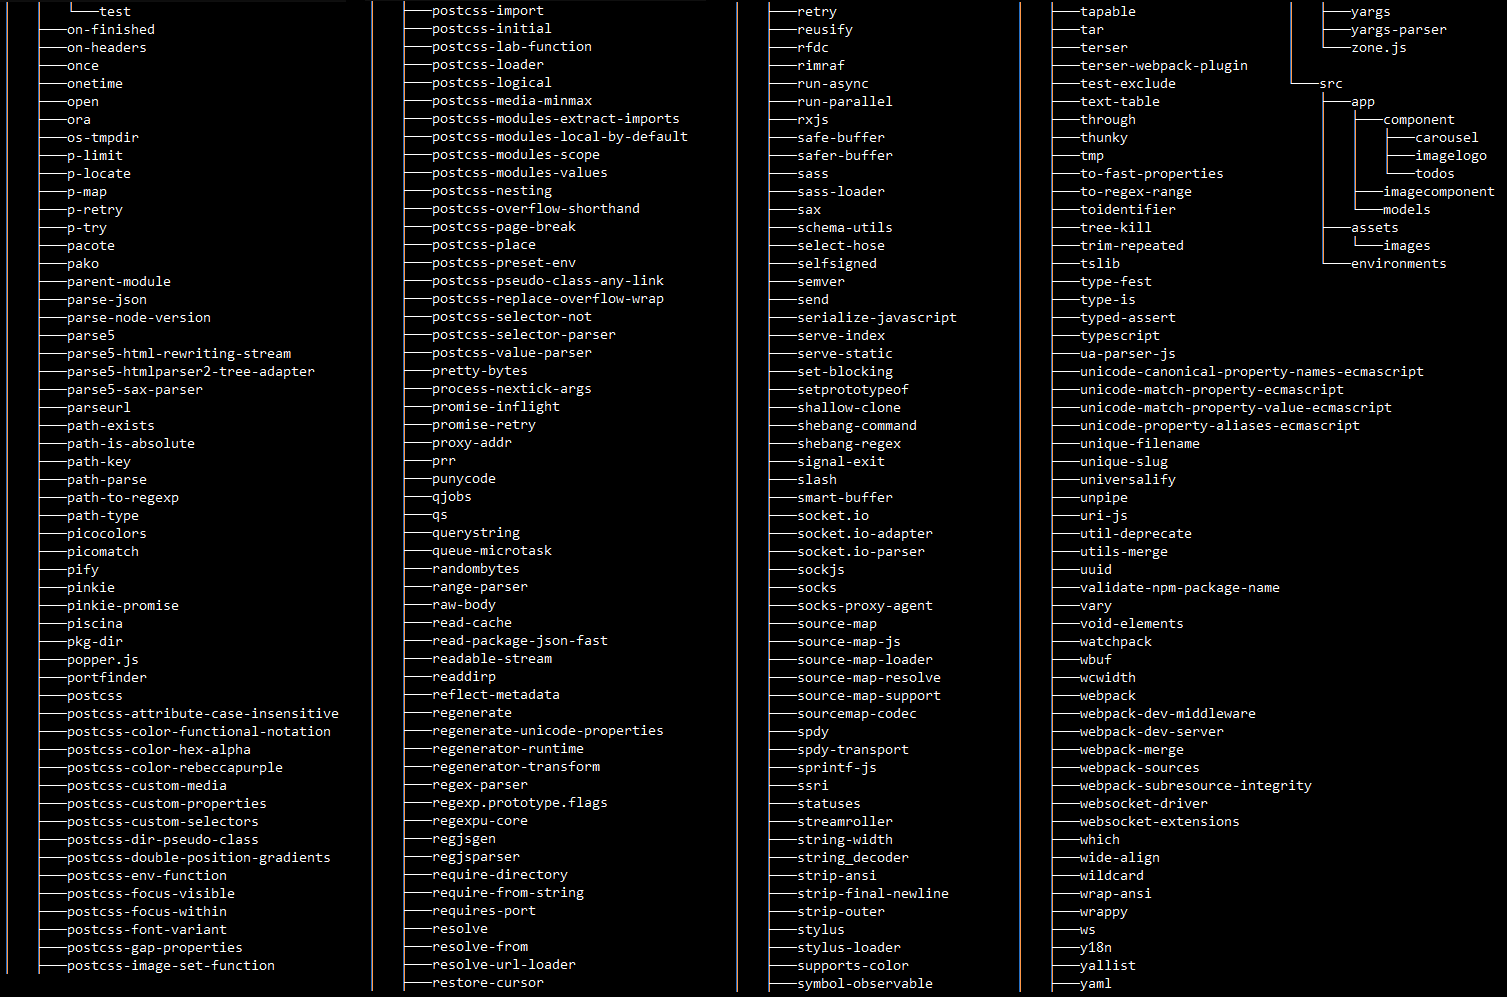 test
on-finished
on-headers
once
onetime
open
ora
os-tmpdir
p-limit
p-locate
p-map
p-retry
p-try
pacote
pako
parent-module
parse-json
parse-node-version
parse5
parse5-html-rewriting-stream
parse5-htmlparser2-tree-adapter
parse5-sax-parser
parseurl
path-exists
path-is-absolute
path-key
path-parse
path-to-regexp
path-type
picocolors
picomatch
pify
pinkie
pinkie-promise
piscina
pkg-dir
popper.js
portfinder
postcss
postcss-attribute-case-insensitive
postcss-color-functional-notation
postcss-color-hex-alpha
postcss-color-rebeccapurple
postcss-custom-media
postcss-custom-properties
postcss-custom-selectors
postcss-dir-pseudo-class
postcss-double-position-gradients
postcss-env-function
postcss-focus-visible
postcss-focus-within
postcss-font-variant
postcss-gap-properties
postcss-image-set-function
postcss-import
postcss-initial
postcss-lab-function
postcss-loader
postcss-logical
postcss-media-minmax
postcss-modules-extract-imports
postcss-modules-local-by-default
postcss-modules-scope
postcss-modules-values
postcss-nesting
postcss-overflow-shorthand
postcss-page-break
postcss-place
postcss-preset-env
postcss-pseudo-class-any-link
postcss-replace-overflow-wrap
postcss-selector-not
postcss-selector-parser
postcss-value-parser
pretty-bytes
process-nextick-args
promise-inflight
promise-retry
proxy-addr
prr
punycode
qjobs
qs
querystring
queue-microtask
randombytes
range-parser
raw-body
read-cache
read-package-json-fast
readable-stream
readdirp
reflect-metadata
regenerate
regenerate-unicode-properties
regenerator-runtime
regenerator-transform
regex-parser
regexp.prototype.flags
regexpu-core
regjsgen
regjsparser
require-directory
require-from-string
requires-port
resolve
resolve-from
resolve-url-loader
restore-cursor
retry
reusify
rfdc
rimraf
run-async
run-parallel
rxjs
safe-buffer
safer-buffer
sass
sass-loader
sax
schema-utils
select-hose
selfsigned
semver
send
serialize-javascript
serve-index
serve-static
set-blocking
setprototypeof
shallow-clone
shebang-command
shebang-regex
signal-exit
slash
smart-buffer
socket.io
socket.io-adapter
socket.io-parser
sockjs
socks
socks-proxy-agent
source-map
source-map-js
source-map-loader
source-map-resolve
source-map-support
sourcemap-codec
spdy
spdy-transport
sprintf-js
ssri
statuses
streamroller
string-width
string_decoder
strip-ansi
strip-final-newline
strip-outer
stylus
stylus-loader
supports-color
symbol-observable
tapable
tar
terser
terser-webpack-plugin
test-exclude
text-table
through
thunky
tmp
to-fast-properties
to-regex-range
toidentifier
tree-kill
trim-repeated
tslib
type-fest
type-is
typed-assert
typescript
ua-parser-js
unicode-canonical-property-names-ecmascript
unicode-match-property-ecmascript
unicode-match-property-value-ecmascript
unicode-property-aliases-ecmascript
unique-filename
unique-slug
universalify
unpipe
uri-js
util-deprecate
utils-merge
uuid
validate-npm-package-name
vary
void-elements
watchpack
wbuf
wcwidth
webpack
webpack-dev-middleware
webpack-dev-server
webpack-merge
webpack-sources
webpack-subresource-integrity
websocket-driver
websocket-extensions
which
wide-align
wildcard
wrap-ansi
wrappy
ws
y18n
yallist
yaml
yargs
yargs-parser
zone.js
src
app
component
carousel
imagelogo
todos
imagecomponent
models
assets
images
environments